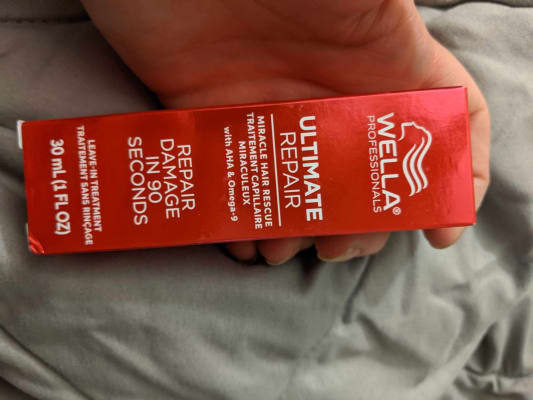 WELLA®
PROFESSIONALS
ULTIMATE
REPAIR
MIRACLE HAIR RESCUE
TRAITEMENT CAPILLAIRE
MIRACULEUX
with AHA & Omega-9
REPAIR
DAMAGE
IN 90
SECONDS
LEAVE-IN TREATMENT
TRAITEMENT SANS RINÇAGE
30 mL (1 FL OZ)